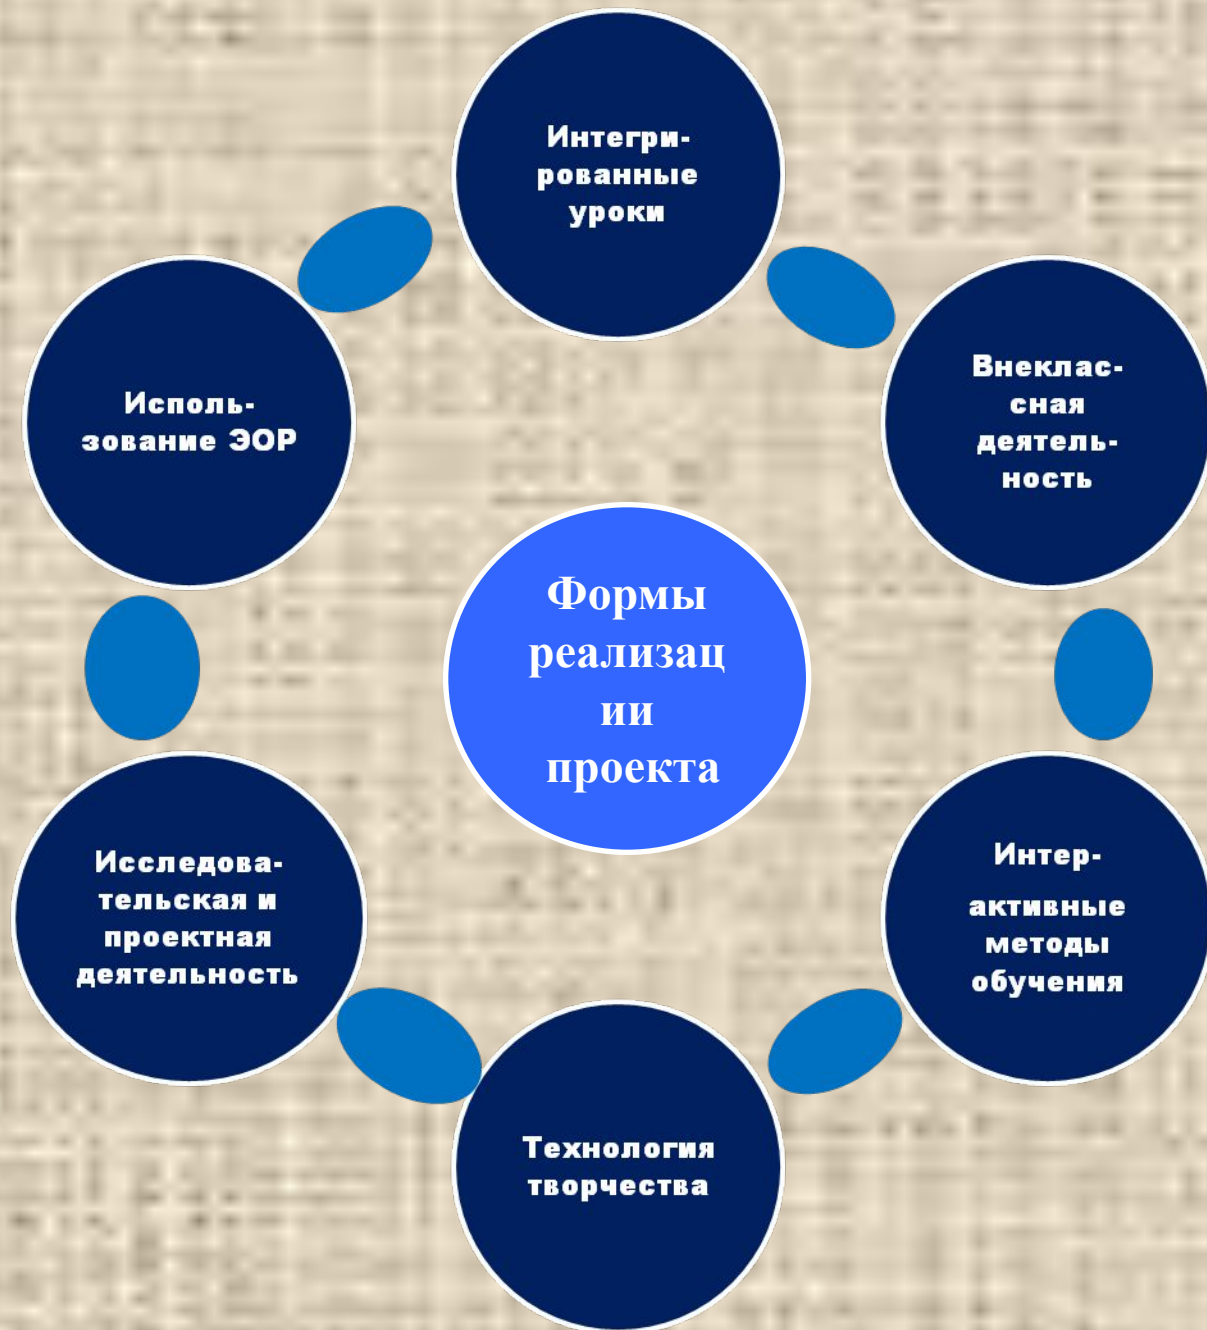 Интегри-
рованные
уроки
Внеклас-
сная
деятель-
ность
Интер-
активные
методы
обучения
Технология
творчества
Исследова-
тельская и
проектная
деятельность
Исполь-
зование ЭОР
Формы
реализац
ии
проекта